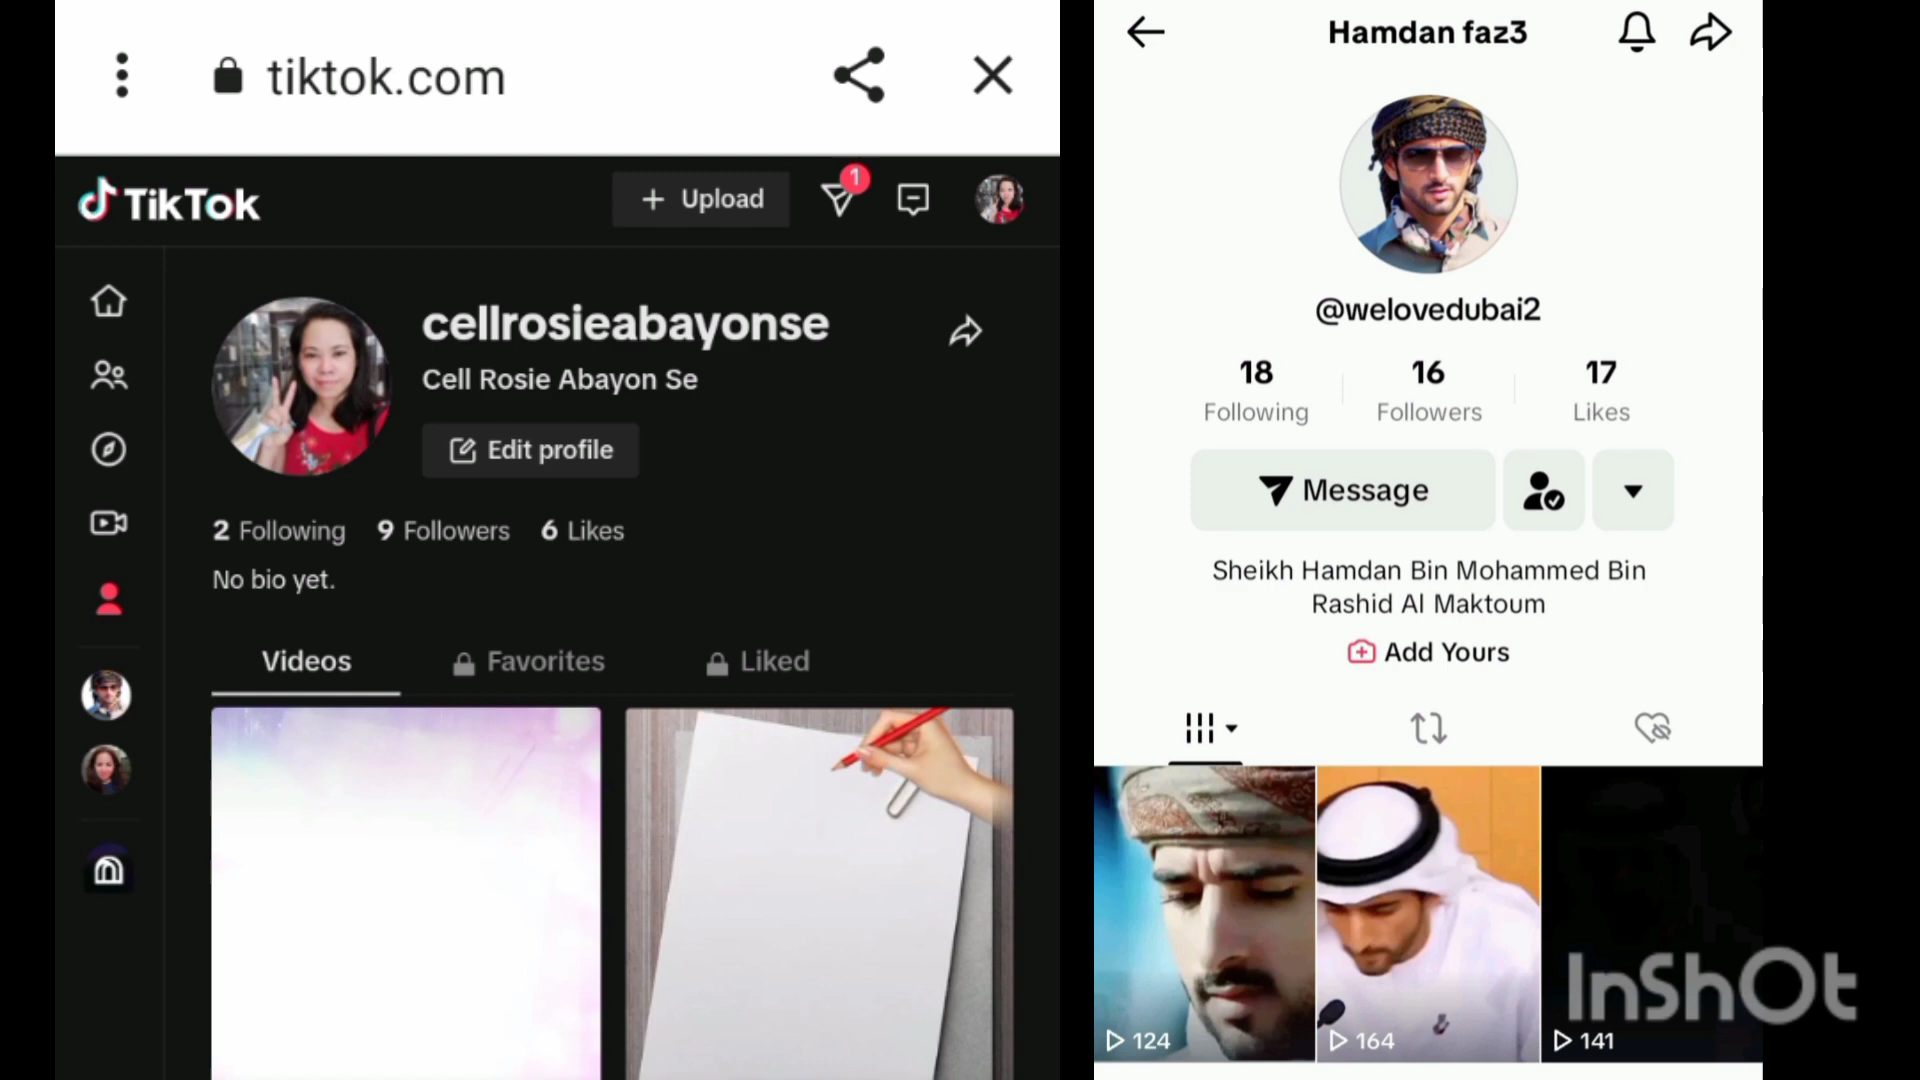 tiktok.com
TikTok
+ Upload
1
cellrosieabayonse
Cell Rosie Abayon Se
Edit profile
2 Following 9 Followers 6 Likes
No bio yet.
Videos Favorites Liked
Hamdan faz3
@welovedubai2
18 16 17
Following Followers Likes
Message
Sheikh Hamdan Bin Mohammed Bin
Rashid Al Maktoum
Add Yours
124 164 141
InShOt